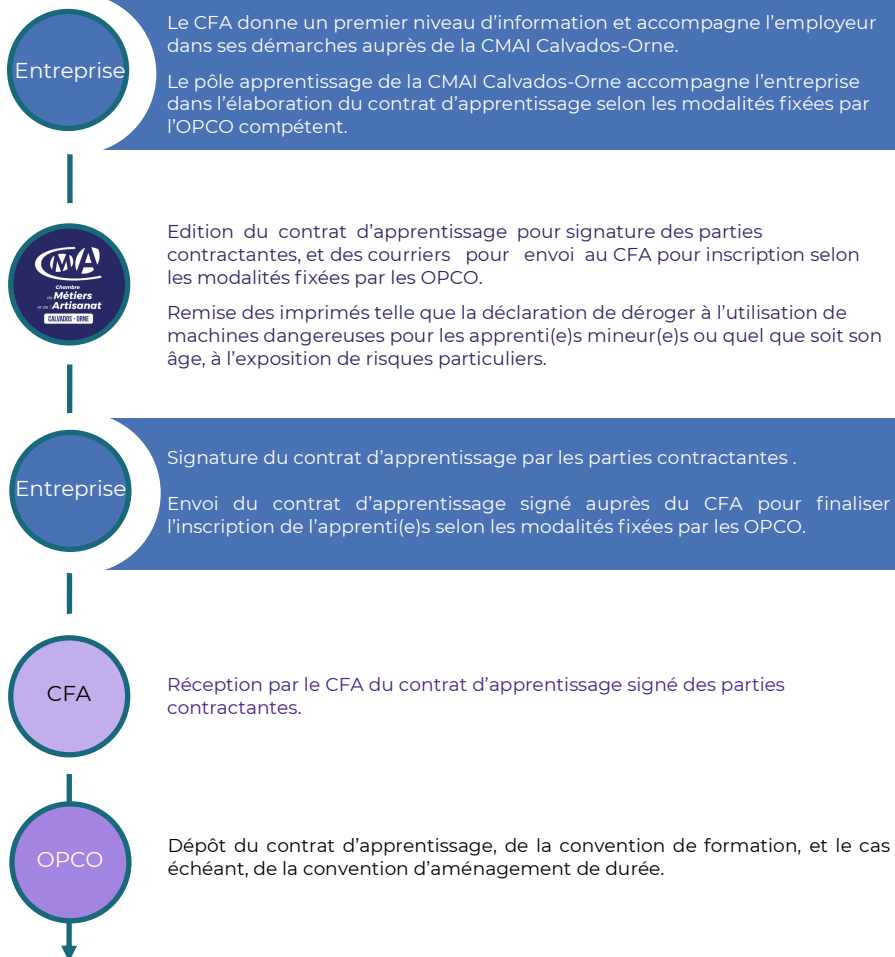 Entreprise
Le CFA donne un premier niveau d’information et accompagne l’employeur
dans ses démarches auprès de la CMAI Calvados-Orne.
Le pôle apprentissage de la CMAI Calvados-Orne accompagne l’entreprise
dans l’élaboration du contrat d’apprentissage selon les modalités fixées par
l’OPCO compétent.
CMA
Chambre
de Métiers
et de l’Artisanat
CALVADOS - ORNE
Edition du contrat d’apprentissage pour signature des parties
contractantes, et des courriers pour envoi au CFA pour inscription selon
les modalités fixées par les OPCO.
Remise des imprimés telle que la déclaration de déroger à l’utilisation de
machines dangereuses pour les apprenti(e)s mineur(e)s ou quel que soit son
âge, à l’exposition de risques particuliers.
Entreprise
Signature du contrat d’apprentissage par les parties contractantes .
Envoi du contrat d’apprentissage signé auprès du CFA pour finaliser
l’inscription de l’apprenti(e)s selon les modalités fixées par les OPCO.
CFA
Réception par le CFA du contrat d’apprentissage signé des parties
contractantes.
OPCO
Dépôt du contrat d’apprentissage, de la convention de formation, et le cas
échéant, de la convention d’aménagement de durée.